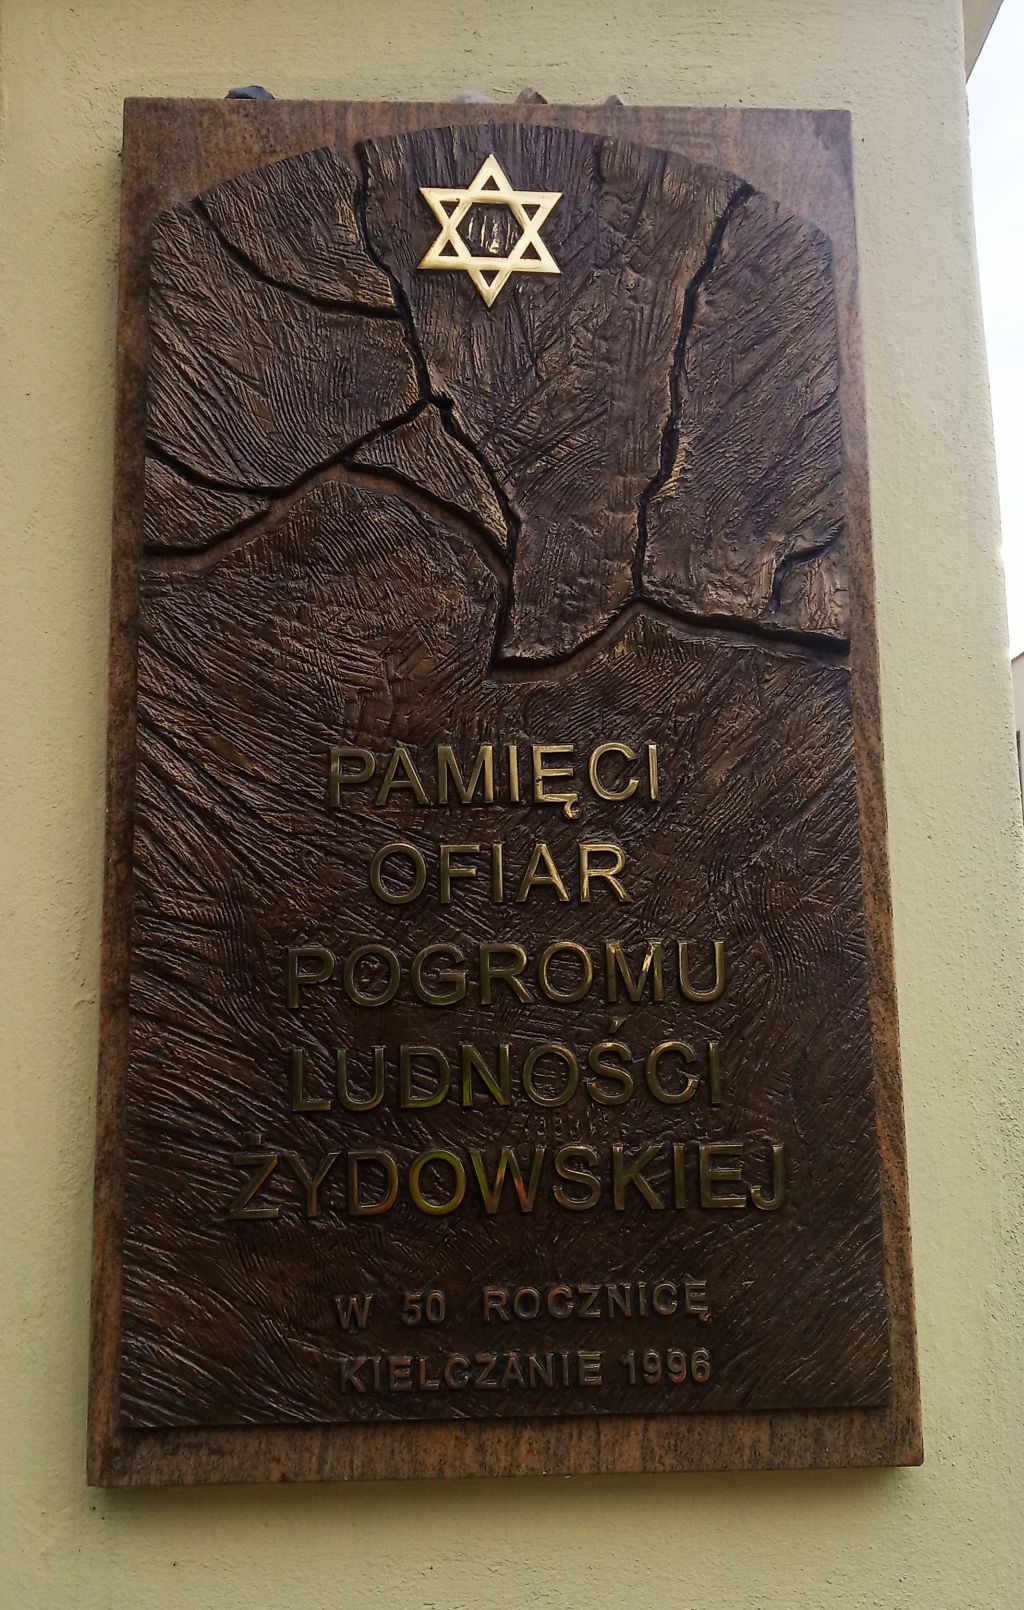 PAMIĘCI
OFIAR
POGROMU
LUDNOŚCI
ŻYDOWSKIEJ
W 50 ROCZNICĘ
KIELCZANIE 1996